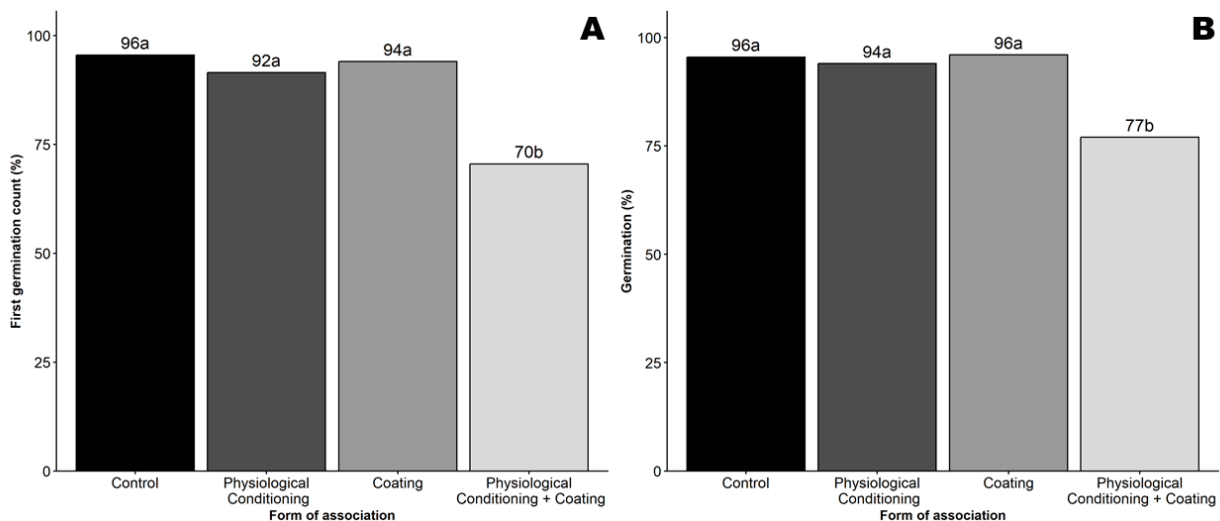 A
First germination count (%)
100
75
50
25
0
96a
92a
94a
70b
Control
Physiological
Conditioning
Coating
Physiological
Conditioning + Coating
Form of association
B
Germination (%)
100
75
50
25
0
96a
94a
96a
77b
Control
Physiological
Conditioning
Coating
Physiological
Conditioning + Coating
Form of association